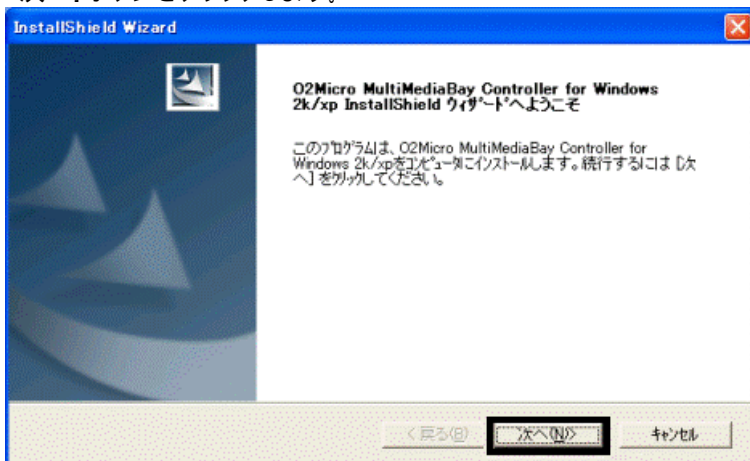 InstallShield Wizard
O2Micro MultiMediaBay Controller for Windows
2k/xp InstallShield ウィザードへようこそ
このプログラムは、O2Micro MultiMediaBay Controller for
Windows 2k/xpをコンピュータにインストールします。続行するには [次
へ] をクリックしてください。
< 戻る(B)
次へ(N)>
キャンセル